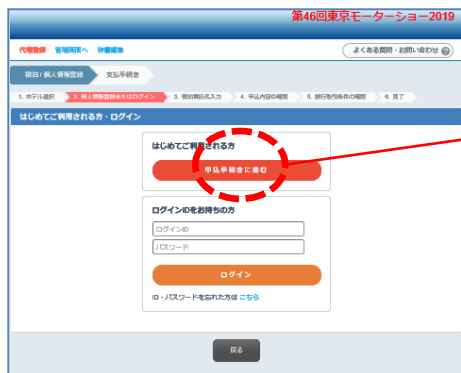 第46回東京モーターショー2019
代理登録 管理画面へ 辞書編集
よくある質問・お問い合わせ
宿泊/個人情報登録 支払手続き
1. ホテル選択 2. 個人情報登録またはログイン 3. 宿泊者氏名入力 4. 申込内容の確認 5. 旅行取引条件の確認 6. 完了
はじめてご利用される方・ログイン
はじめてご利用される方
申込手続きに進む
ログインIDをお持ちの方
ログインID
パスワード
ログイン
ID・パスワードを忘れた方は こちら
戻る